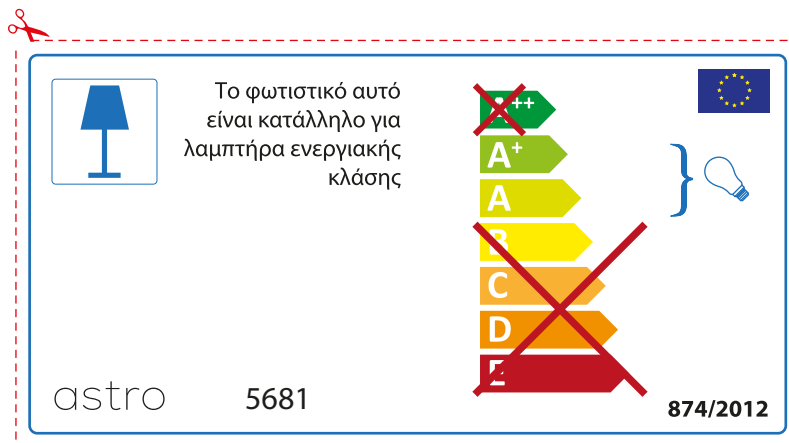 Το φωτιστικό αυτό
είναι κατάλληλο για
λαμπτήρα ενεργιακής
κλάσης
A++
A+
A
B
C
D
E
astro
5681
874/2012